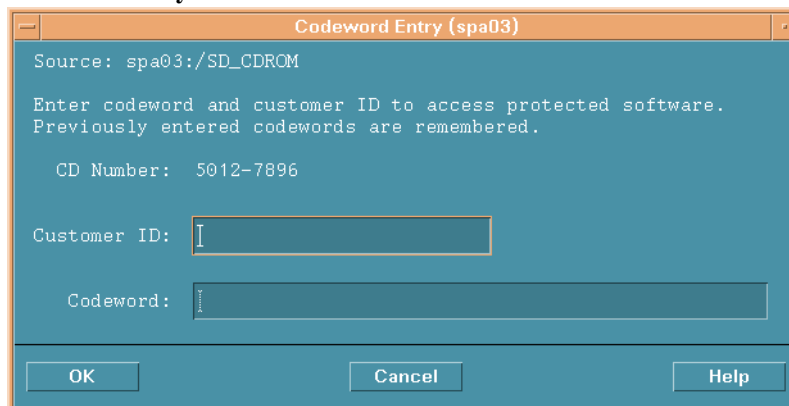 Codeword Entry (spa03)
Source: spa03:/SD_CDROM
Enter codeword and customer ID to access protected software.
Previously entered codewords are remembered.
CD Number: 5012-7896
Customer ID:
Codeword:
OK Cancel Help